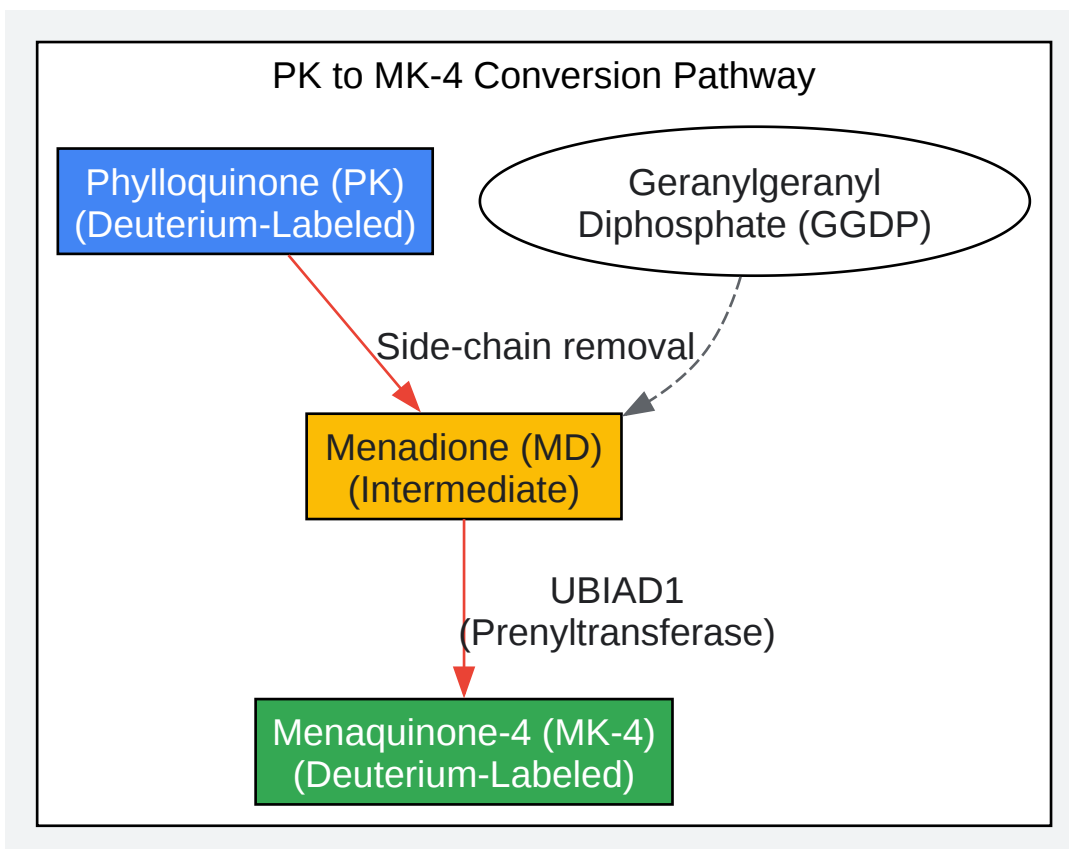 PK to MK-4 Conversion Pathway
Phylloquinone (PK)
(Deuterium-Labeled)
Geranylgeranyl
Diphosphate (GGDP)
Side-chain removal
Menadione (MD)
(Intermediate)
UBIAD1
(Prenyltransferase)
Menaquinone-4 (MK-4)
(Deuterium-Labeled)